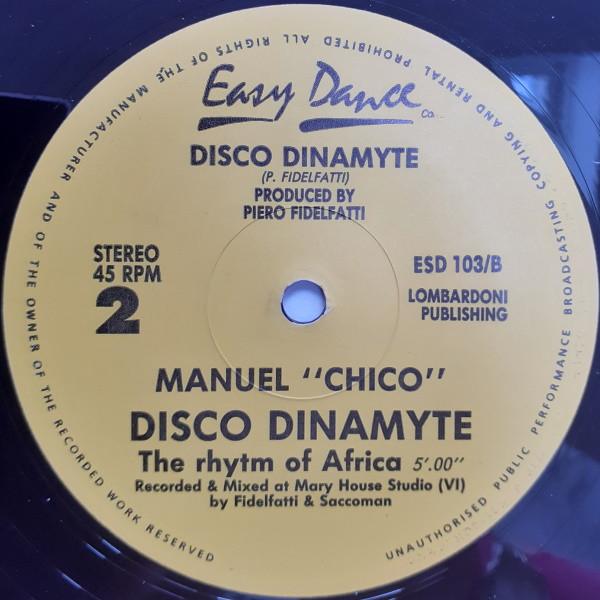 Easy Dance CO
DISCO DINAMYTE
(P. FIDELFATTI)
PRODUCED BY
PIERO FIDELFATTI
STEREO
45 RPM
2
ESD 103/B
LOMBARDONI
PUBLISHING
MANUEL "CHICO"
DISCO DINAMYTE
The rhytm of Africa 5'.00"
Recorded & Mixed at Mary House Studio (VI)
by Fidelfatti & Saccoman
ALL RIGHTS OF THE MANUFACTURER AND OF THE OWNER OF THE RECORDED WORK RESERVED
UNAUTHORISED PUBLIC PERFORMANCE BROADCASTING COPYING AND RENTAL PROHIBITED